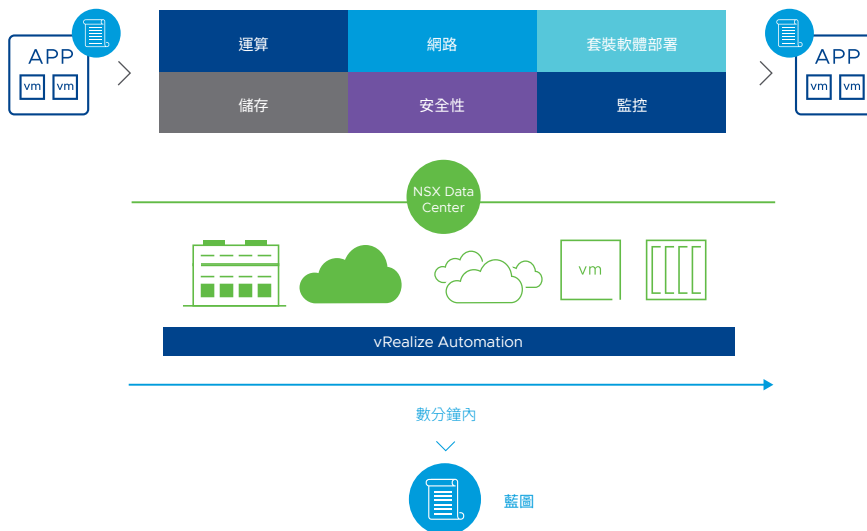 APP
vm vm
運算
網路
套裝軟體部署
儲存
安全性
監控
APP
vm vm
NSX Data
Center
vm
vRealize Automation
數分鐘內
藍圖